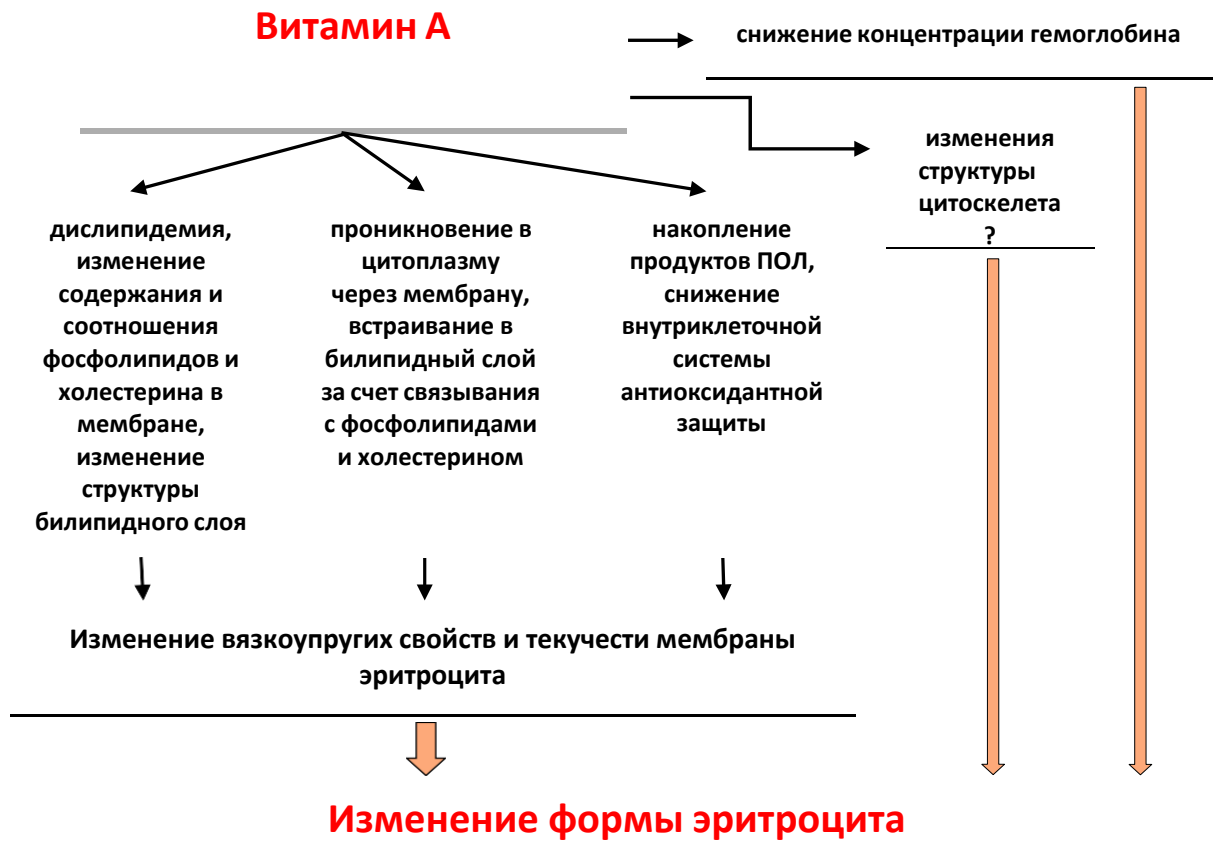 Витамин А
снижение концентрации гемоглобина
изменения
структуры
цитоскелета
?
дислипидемия,
изменение
содержания и
соотношения
фосфолипидов и
холестерина в
мембране,
изменение
структуры
билипидного слоя
проникновение в
цитоплазму
через мембрану,
встраивание в
билипидный слой
за счет связывания
с фосфолипидами
и холестерином
накопление
продуктов ПОЛ,
снижение
внутриклеточной
системы
антиоксидантной
защиты
Изменение вязкоупругих свойств и текучести мембраны
эритроцита
Изменение формы эритроцита